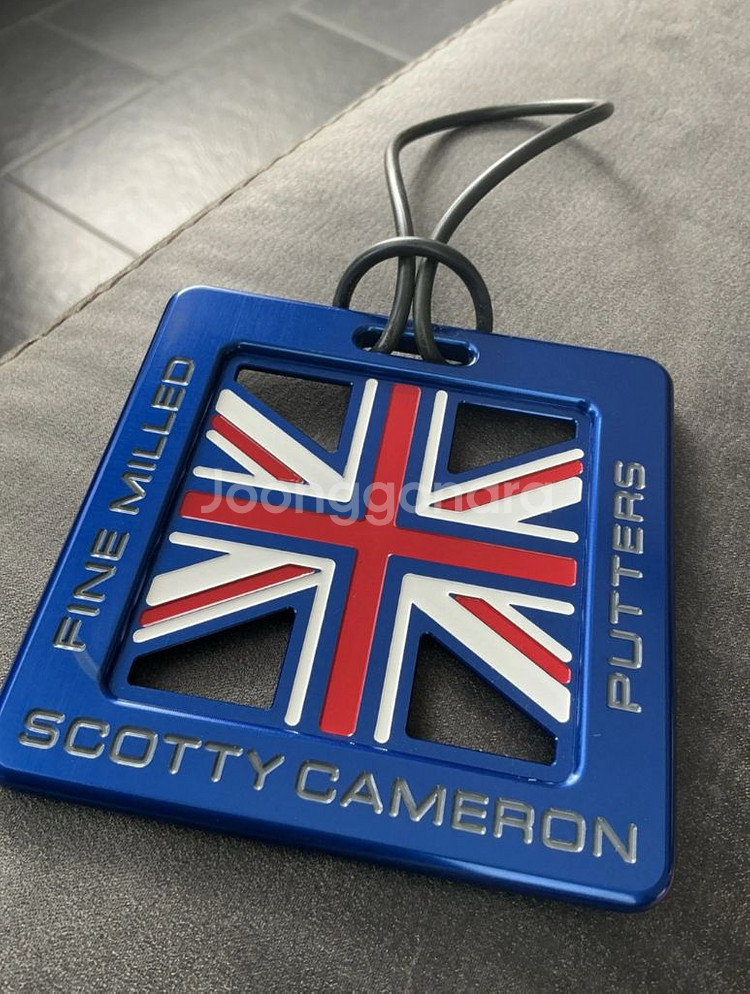 FINE MILLED
PUTTERS
SCOTTY CAMERON
Joonggonara